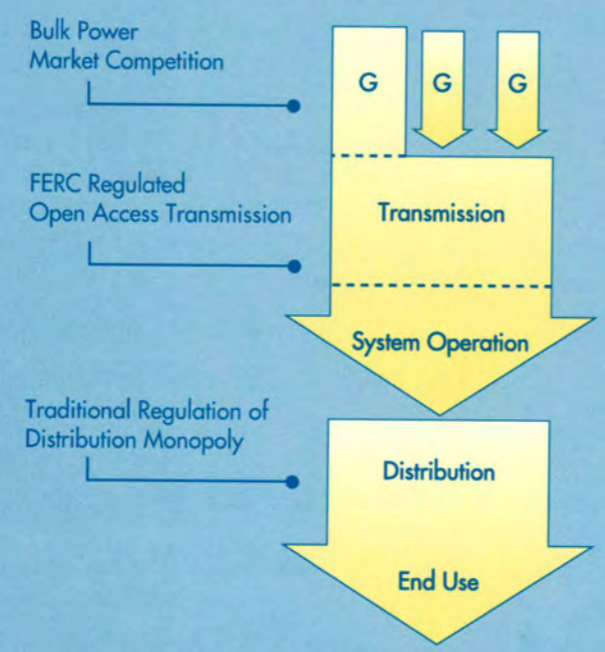 Bulk Power
Market Competition
G G G
FERC Regulated
Open Access Transmission
Transmission
System Operation
Traditional Regulation of
Distribution Monopoly
Distribution
End Use